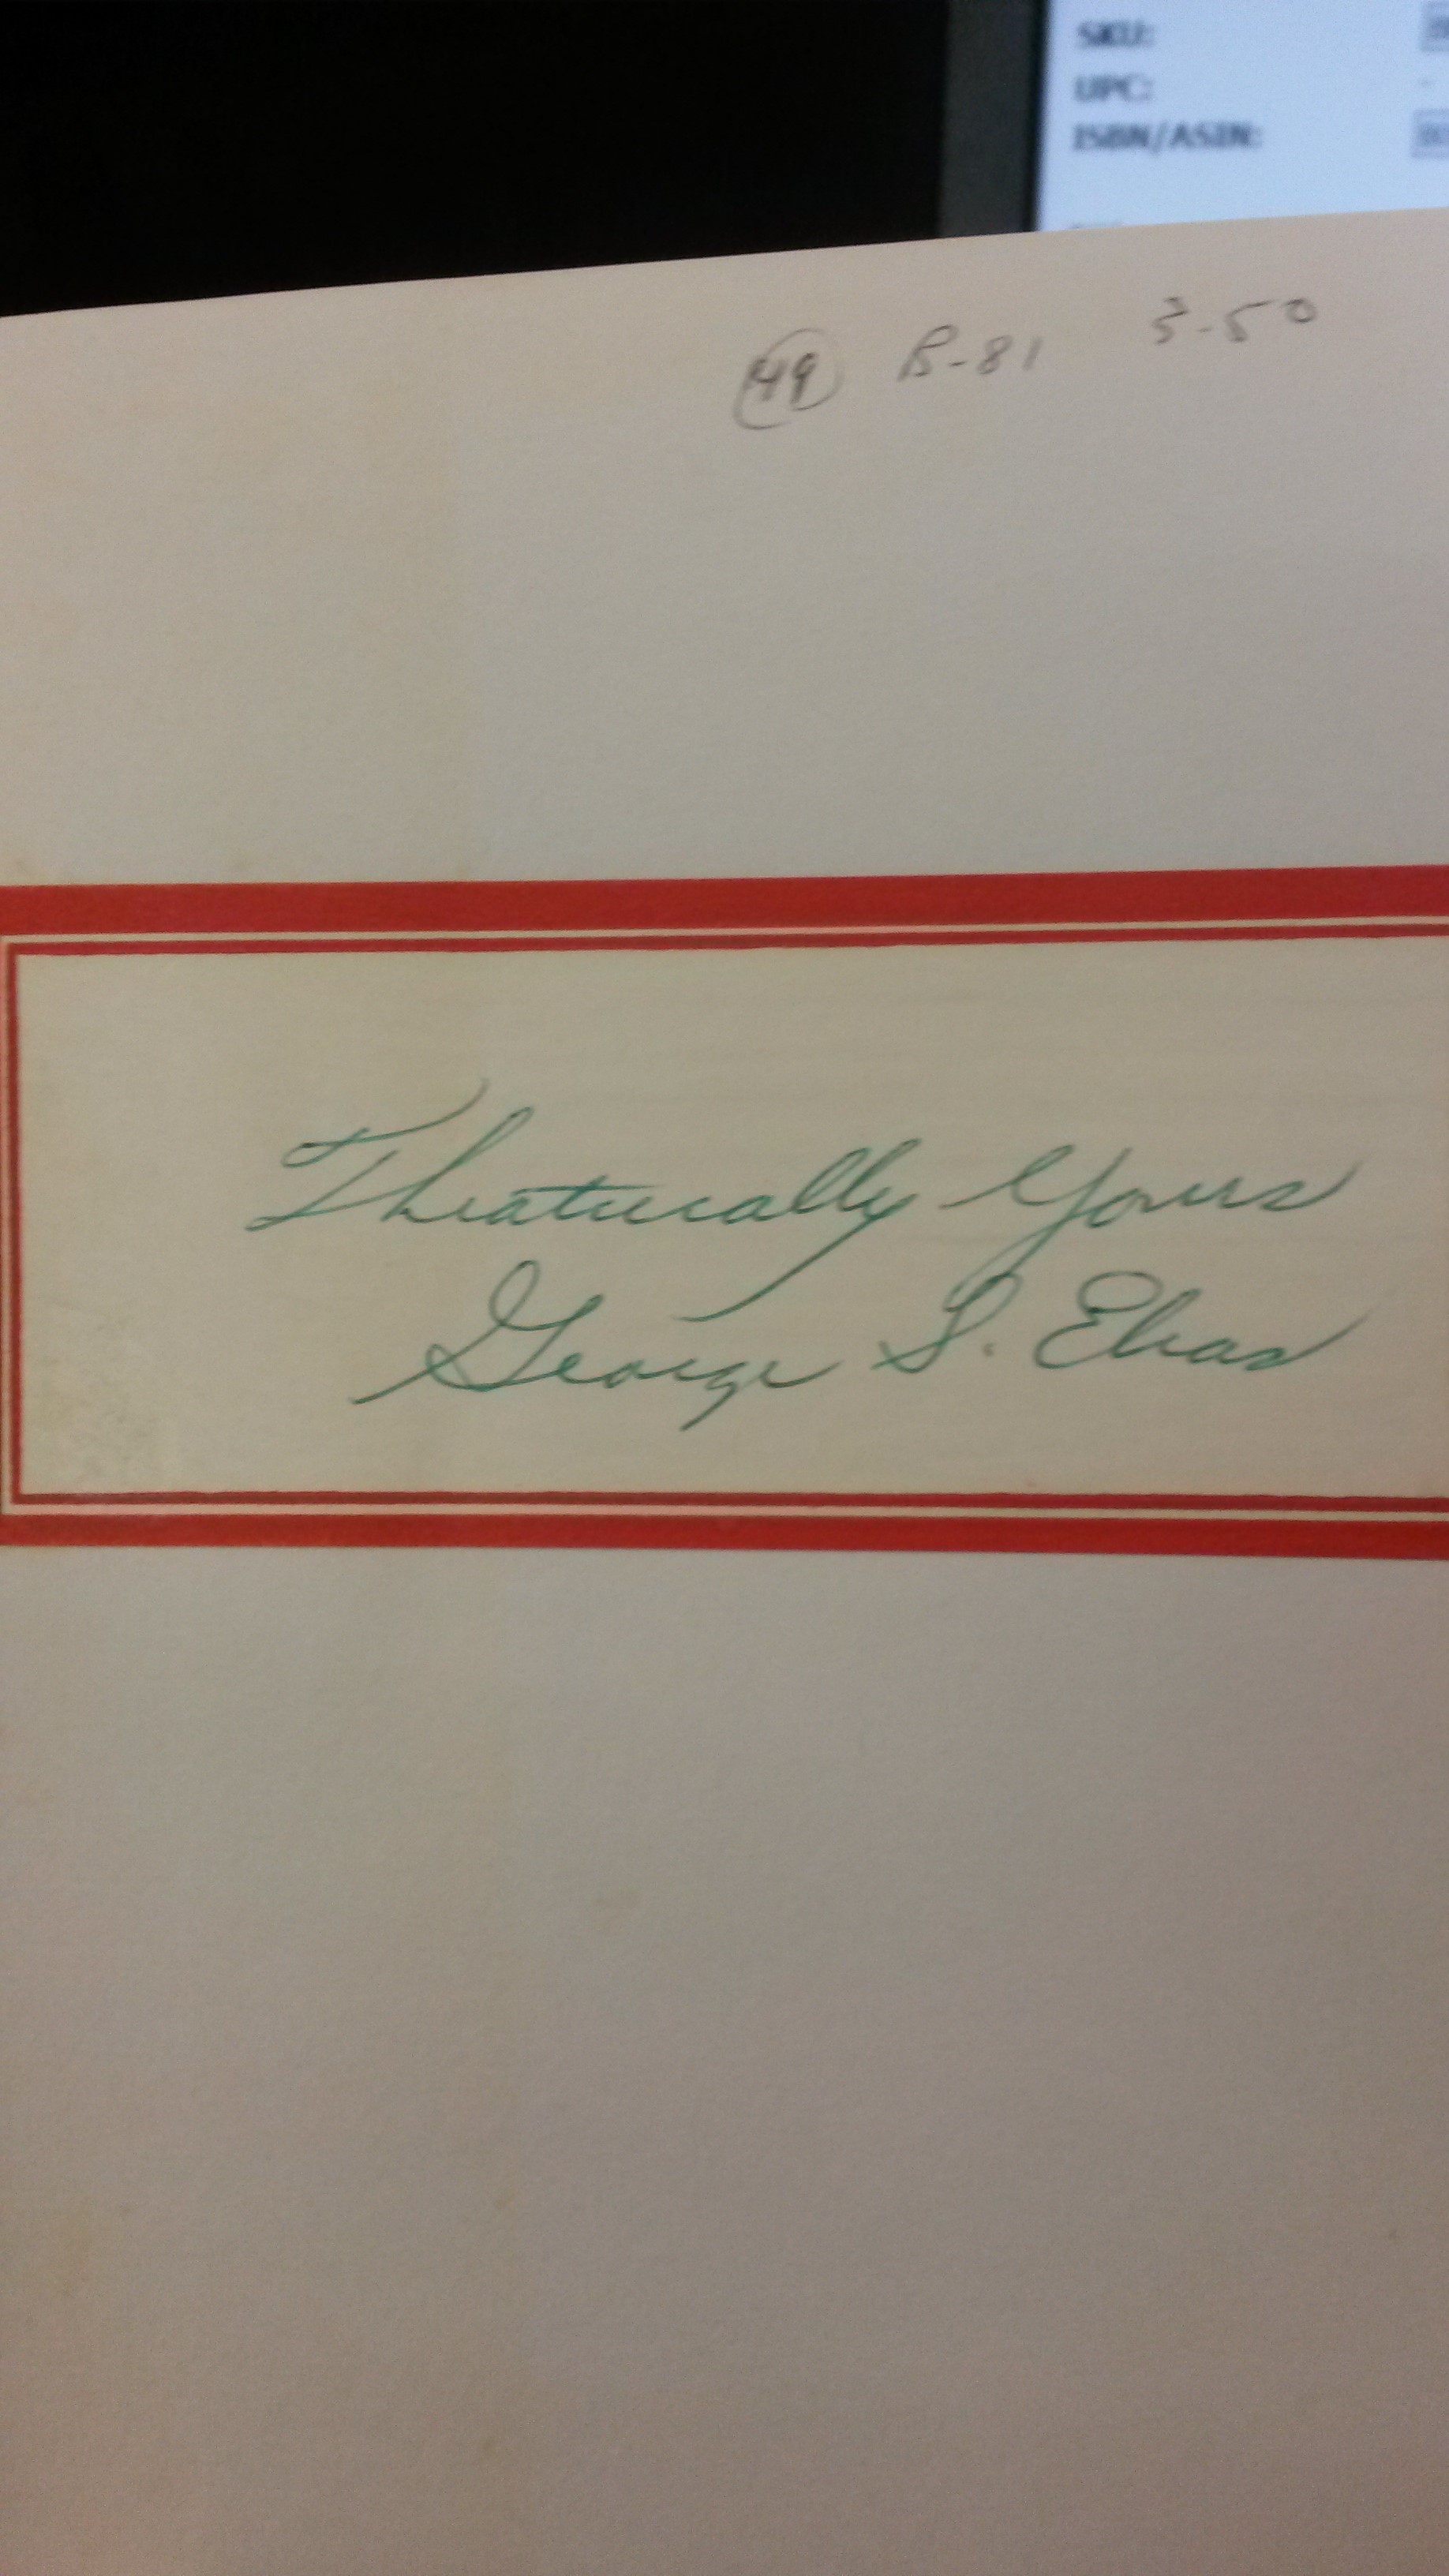 SKU:
UPC:
ISBN/ASIN:
49 B-81 3-50
Theatrically Yours
George S. Elias